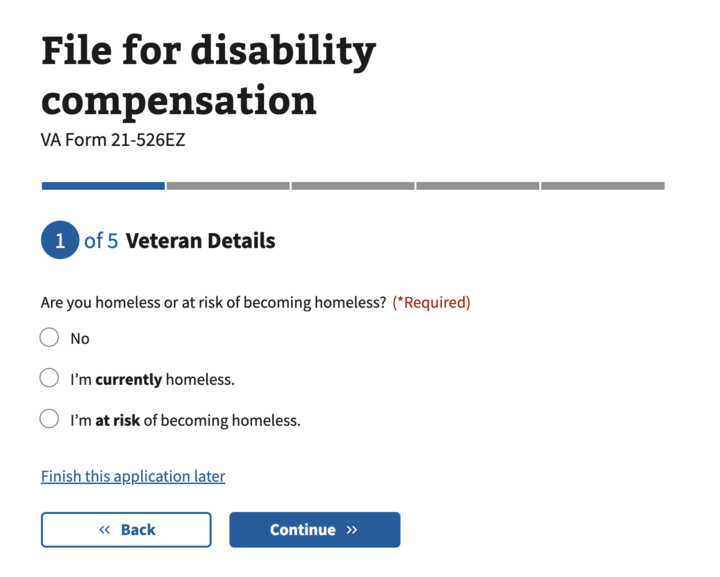 File for disability
compensation
VA Form 21-526EZ
1 of 5 Veteran Details
Are you homeless or at risk of becoming homeless? (*Required)
No
I’m currently homeless.
I’m at risk of becoming homeless.
Finish this application later
« Back
Continue »